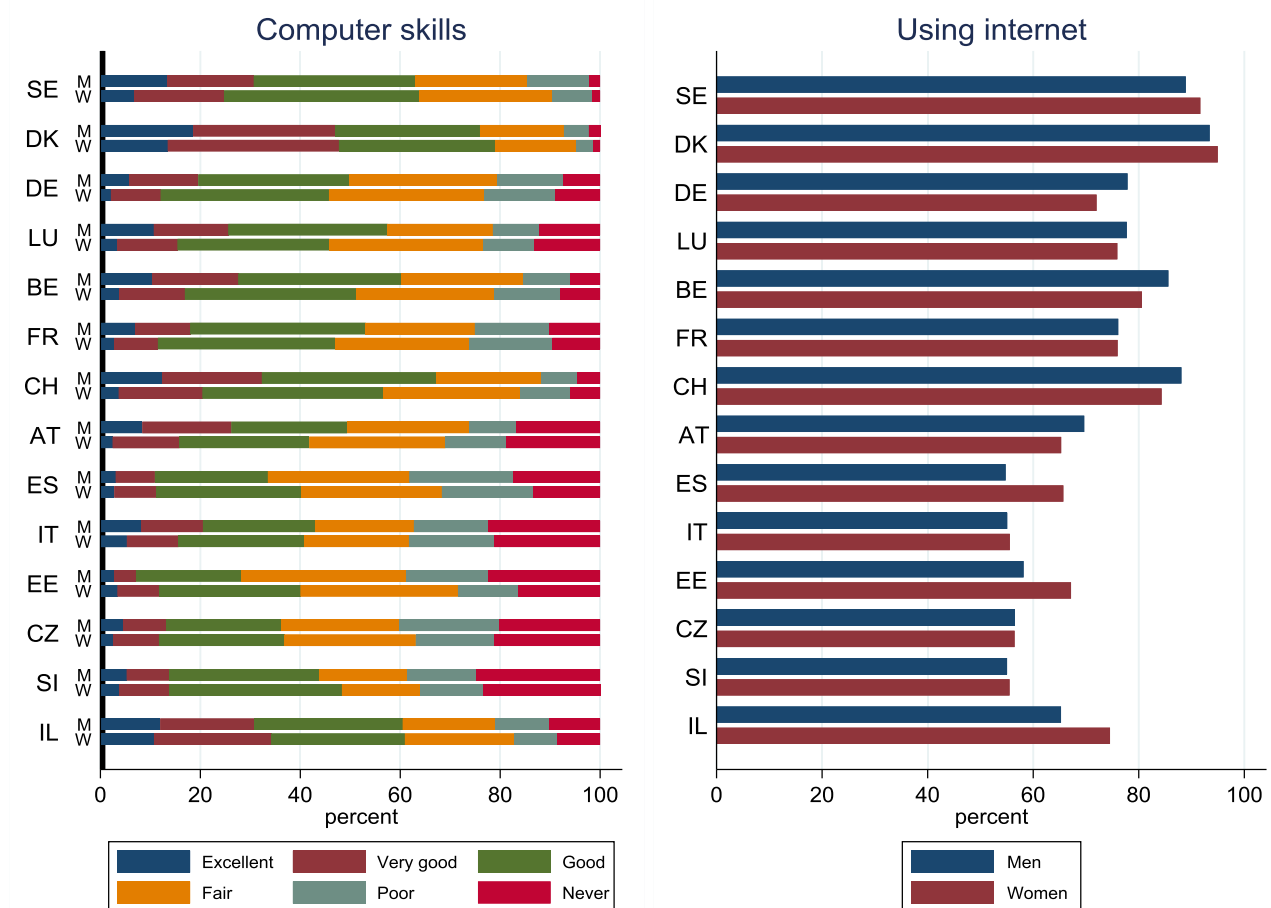 Computer skills
SE M
W
DK M
W
DE M
W
LU M
W
BE M
W
FR M
W
CH M
W
AT M
W
ES M
W
IT M
W
EE M
W
CZ M
W
SI M
W
IL M
W
0 20 40 60 80 100
percent
Excellent Very good Good
Fair Poor Never
Using internet
SE
DK
DE
LU
BE
FR
CH
AT
ES
IT
EE
CZ
SI
IL
0 20 40 60 80 100
percent
Men
Women